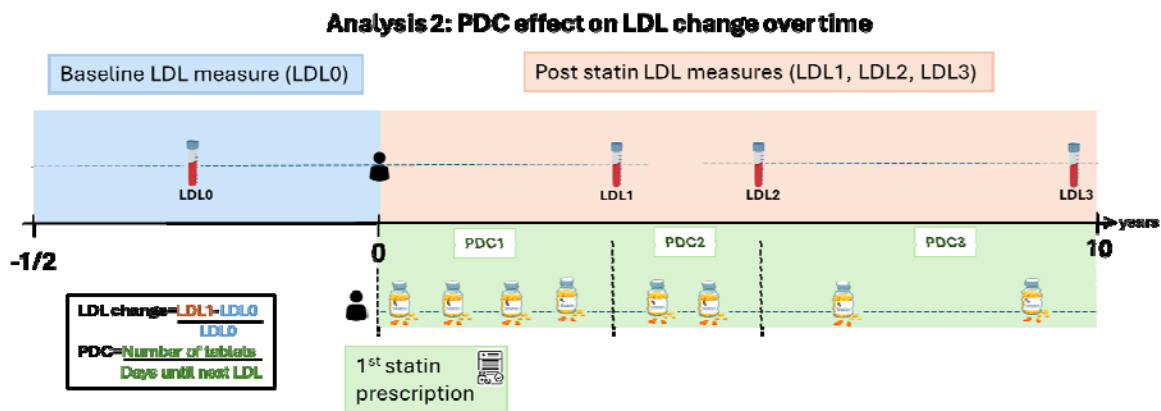 Analysis 2: PDC effect on LDL change over time
Baseline LDL measure (LDL0)
Post statin LDL measures (LDL1, LDL2, LDL3)
LDL0
LDL1
LDL2
LDL3
years
-1/2
0
10
PDC1
PDC2
PDC3
LDL change=LDL1-LDL0
LDL0
PDC=Number of tablets
Days until next LDL
1st statin
prescription